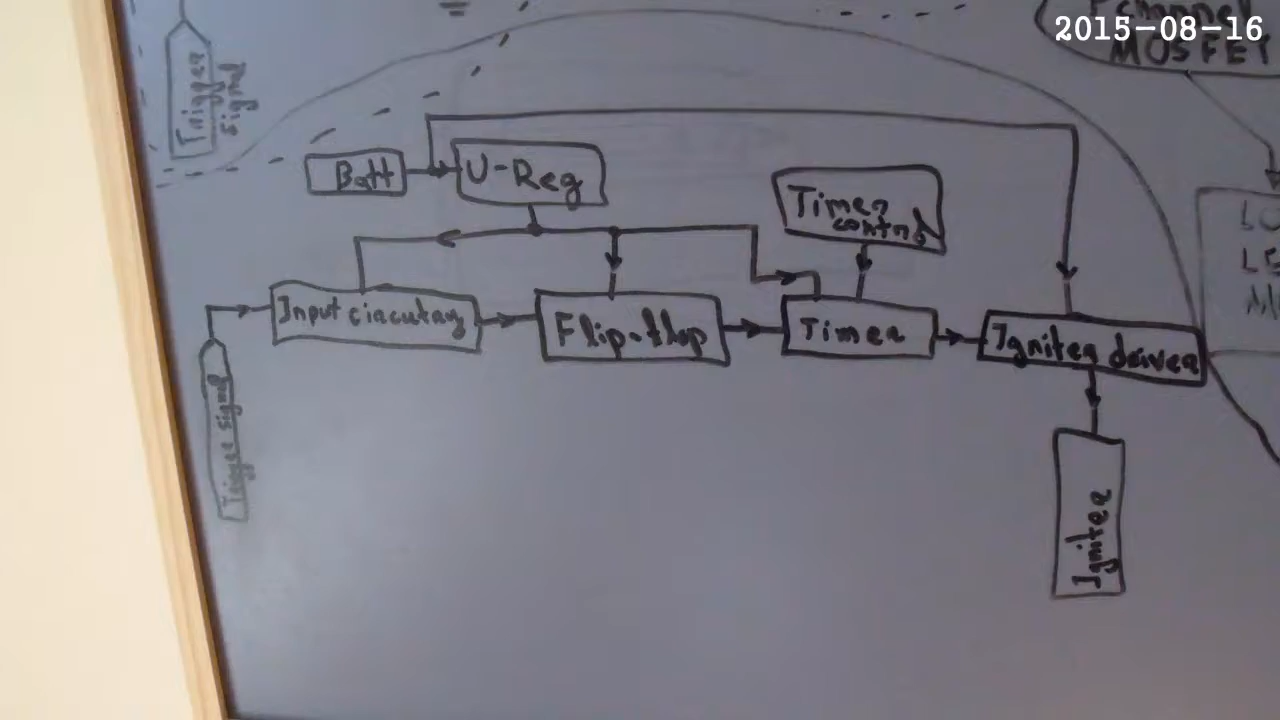 2015-08-16
MOSFET
Trigger
signal
Batt
U-Reg
Timer
control
Input circutary
Flip-flop
Timer
Igniter driver
Trigger signal
Igniter